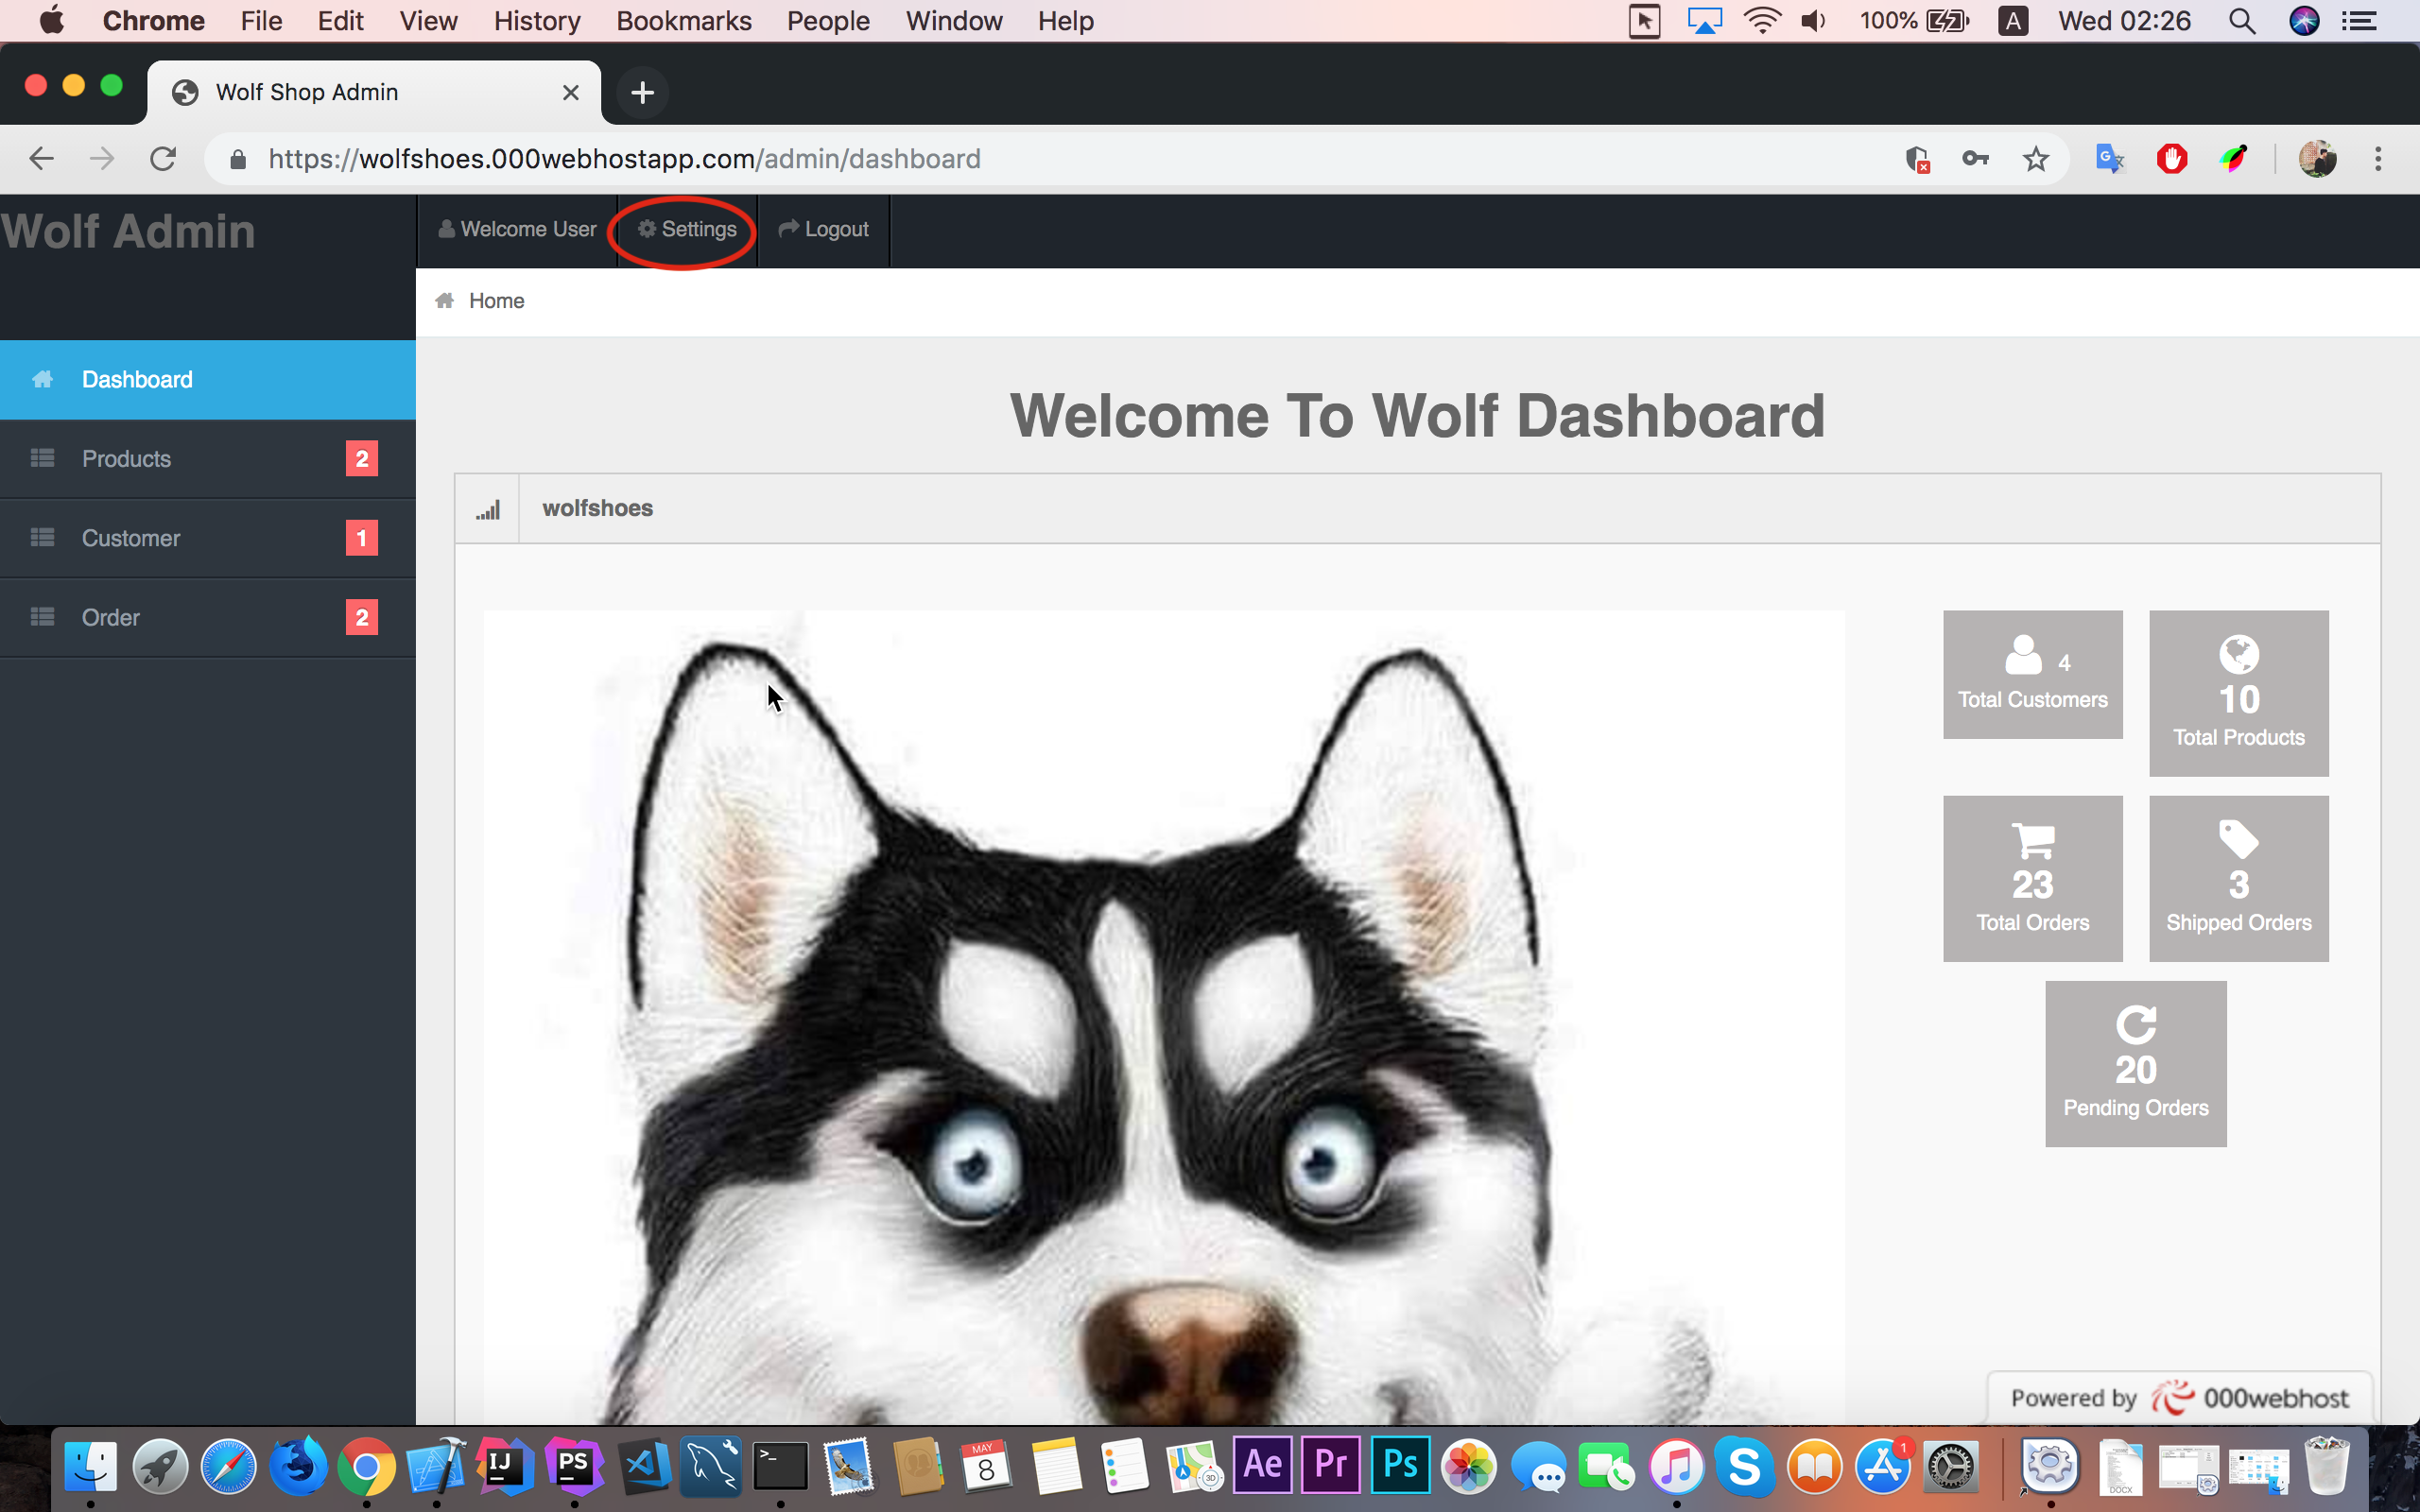 Chrome File Edit View History Bookmarks People Window Help 100% A Wed 02:26
Wolf Shop Admin
https://wolfshoes.000webhostapp.com/admin/dashboard
Wolf Admin
Welcome User Settings Logout
Home
Dashboard
Products 2
Customer 1
Order 2
Welcome To Wolf Dashboard
wolfshoes
4
Total Customers
10
Total Products
23
Total Orders
3
Shipped Orders
20
Pending Orders
Powered by 000webhost
IJ PS >_ MAY 8 3D Ae Pr Ps S 1 DOCX